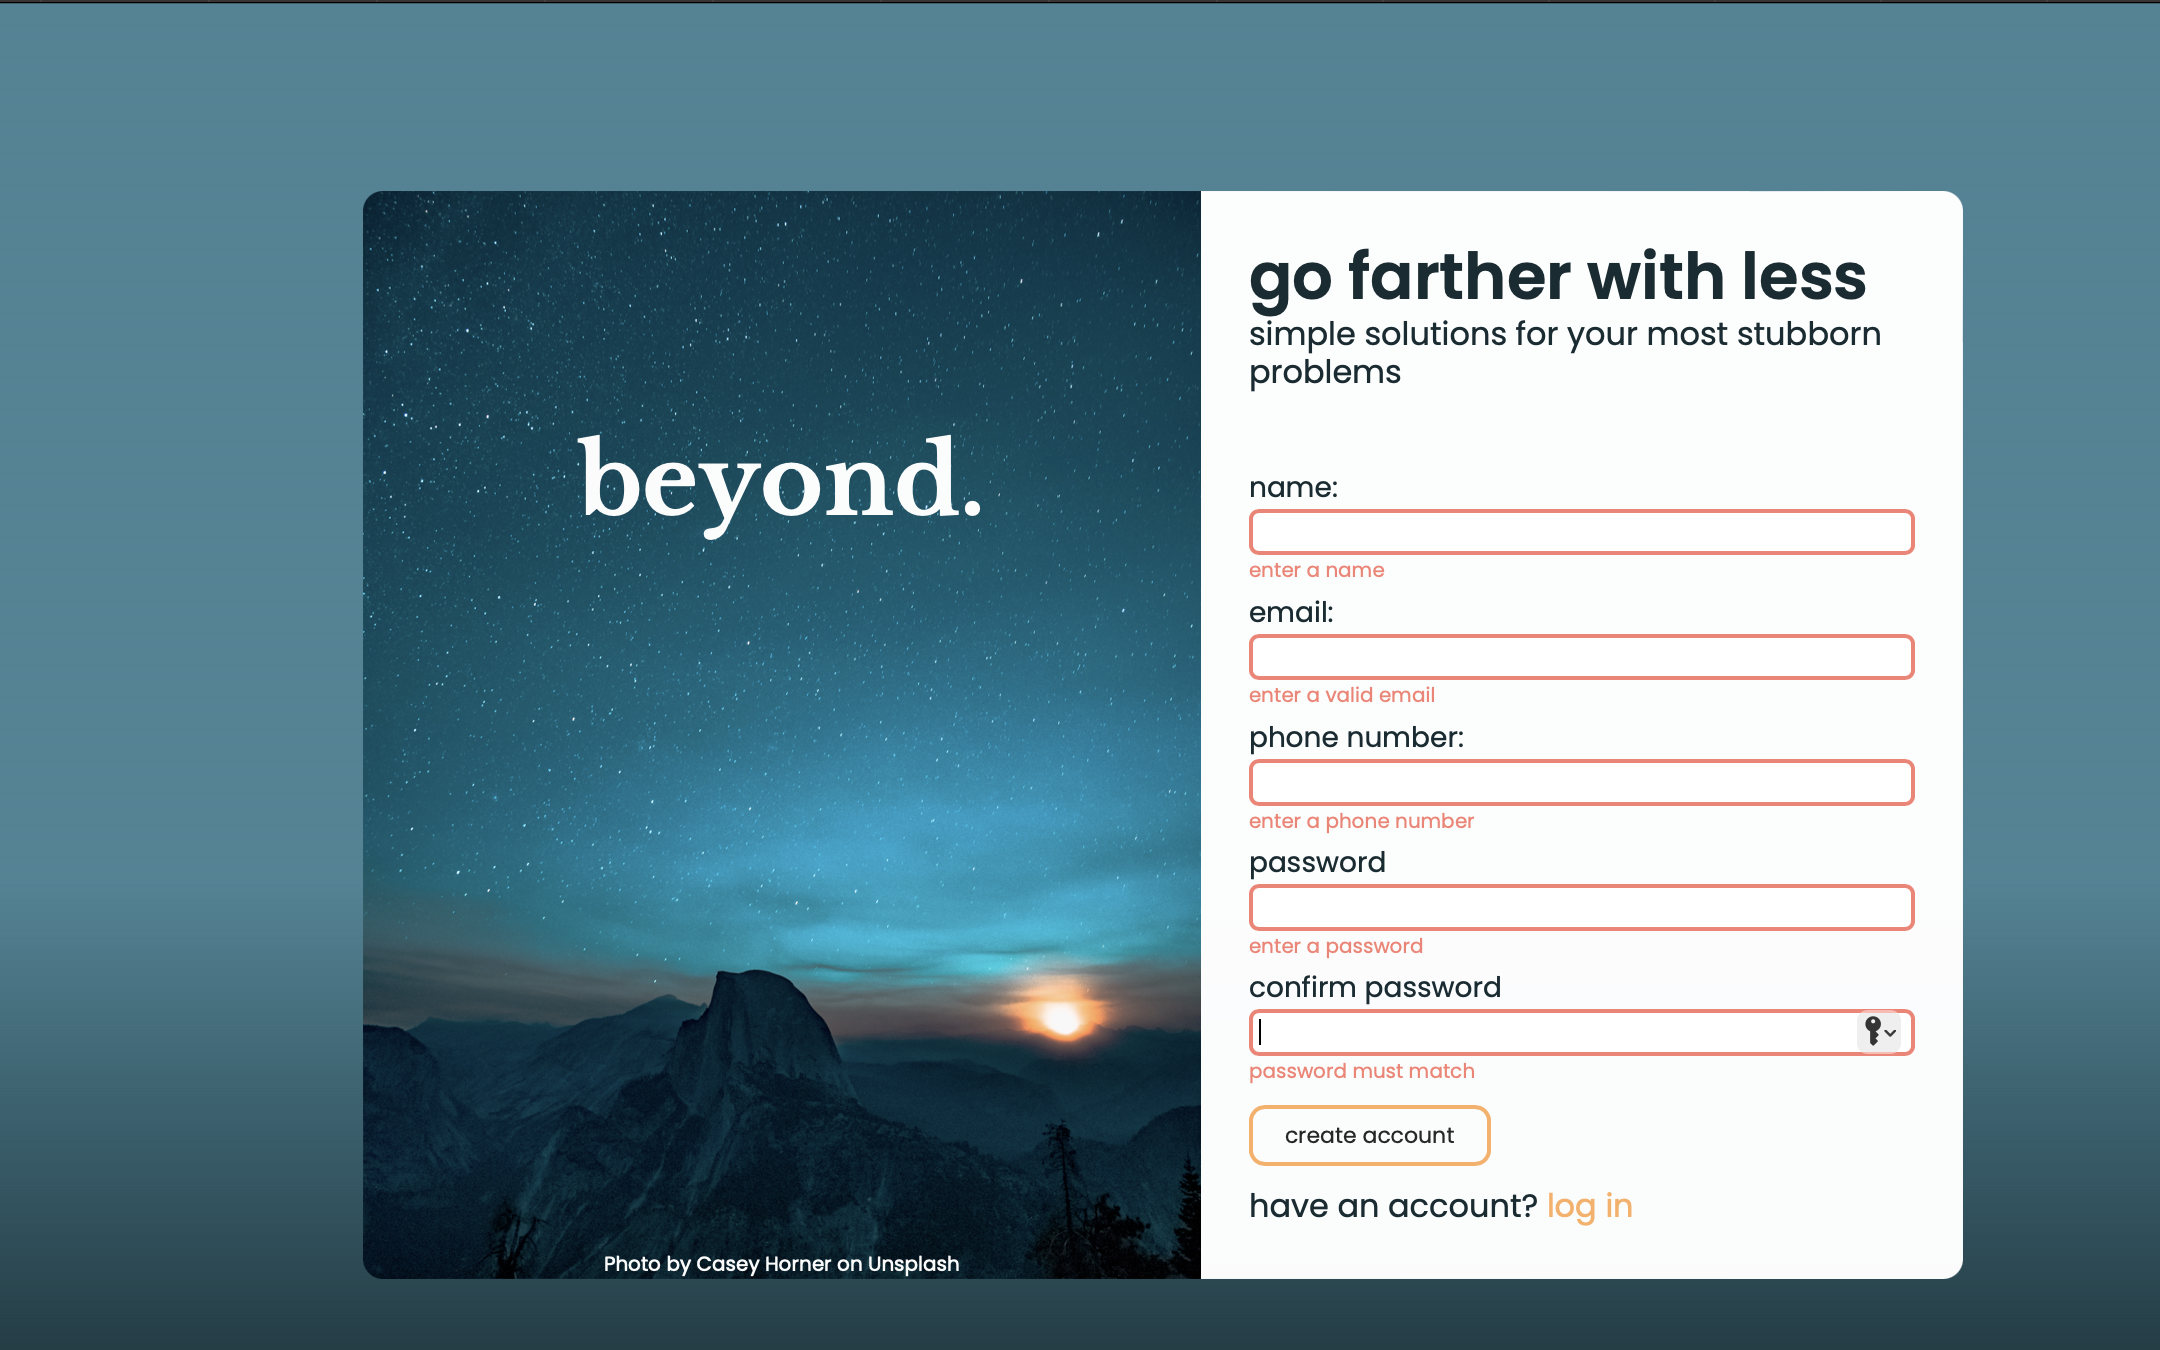 beyond.
Photo by Casey Horner on Unsplash
go farther with less
simple solutions for your most stubborn
problems
name:
enter a name
email:
enter a valid email
phone number:
enter a phone number
password
enter a password
confirm password
password must match
create account
have an account? log in